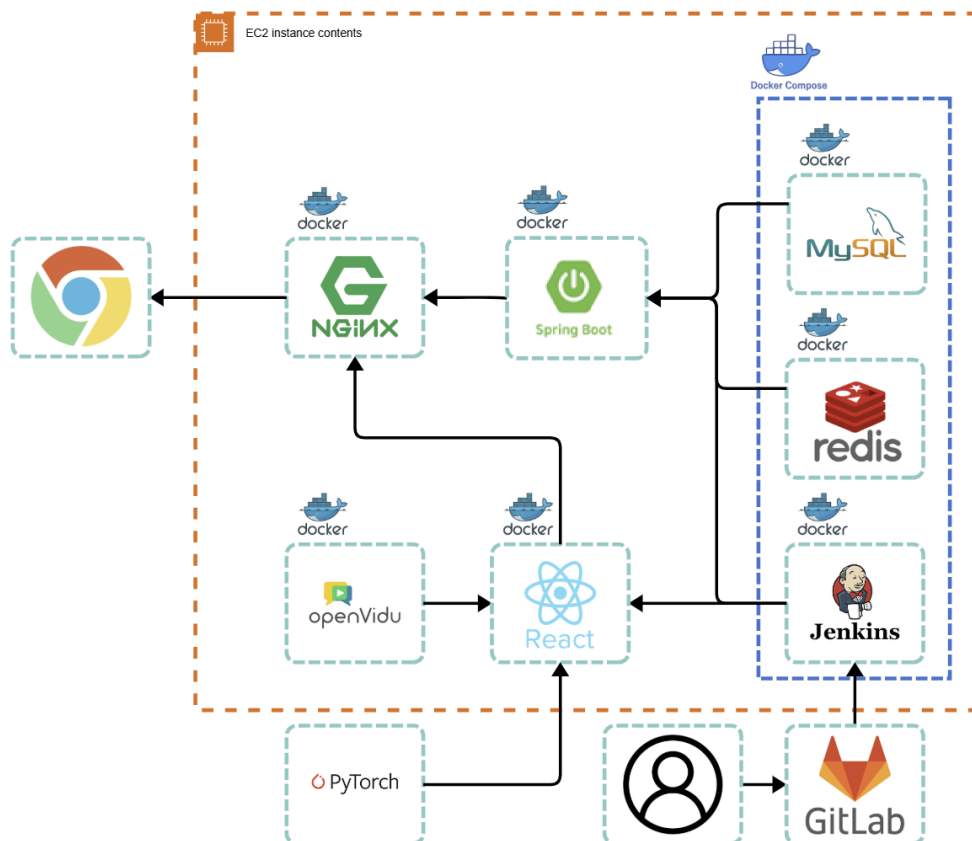 EC2 instance contents
Docker Compose
docker
MySQL
docker
docker
NGiNX
Spring Boot
docker
redis
docker
docker
docker
openVidu
React
Jenkins
PyTorch
GitLab